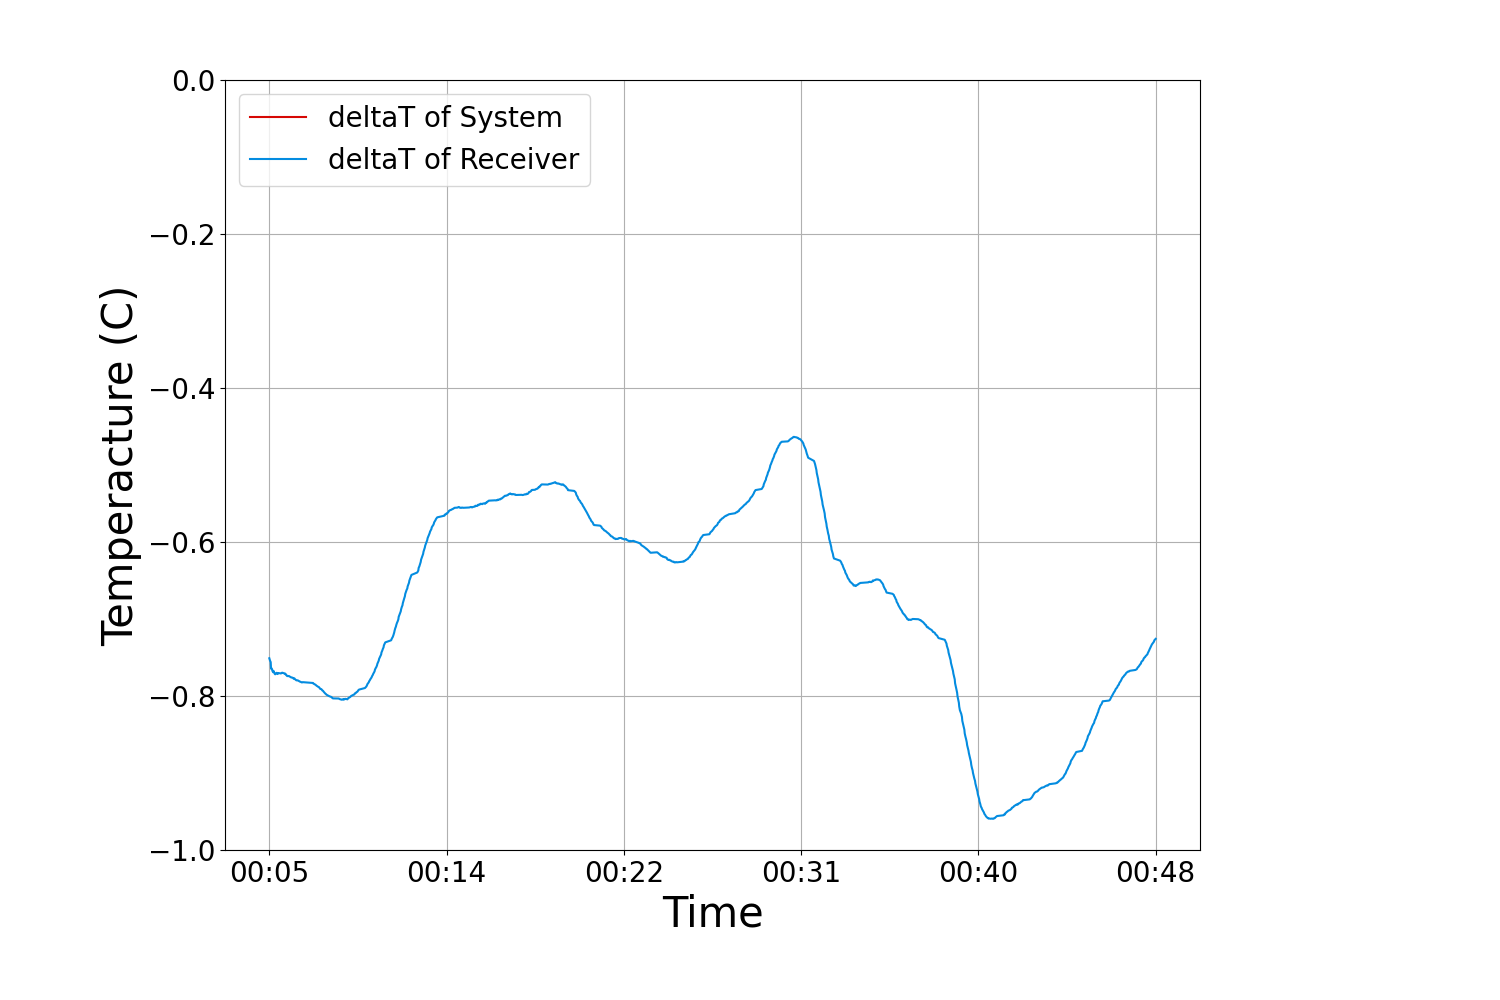 0.0
−0.2
−0.4
−0.6
−0.8
−1.0
Temperacture (C)
deltaT of System
deltaT of Receiver
00:05 00:14 00:22 00:31 00:40 00:48
Time